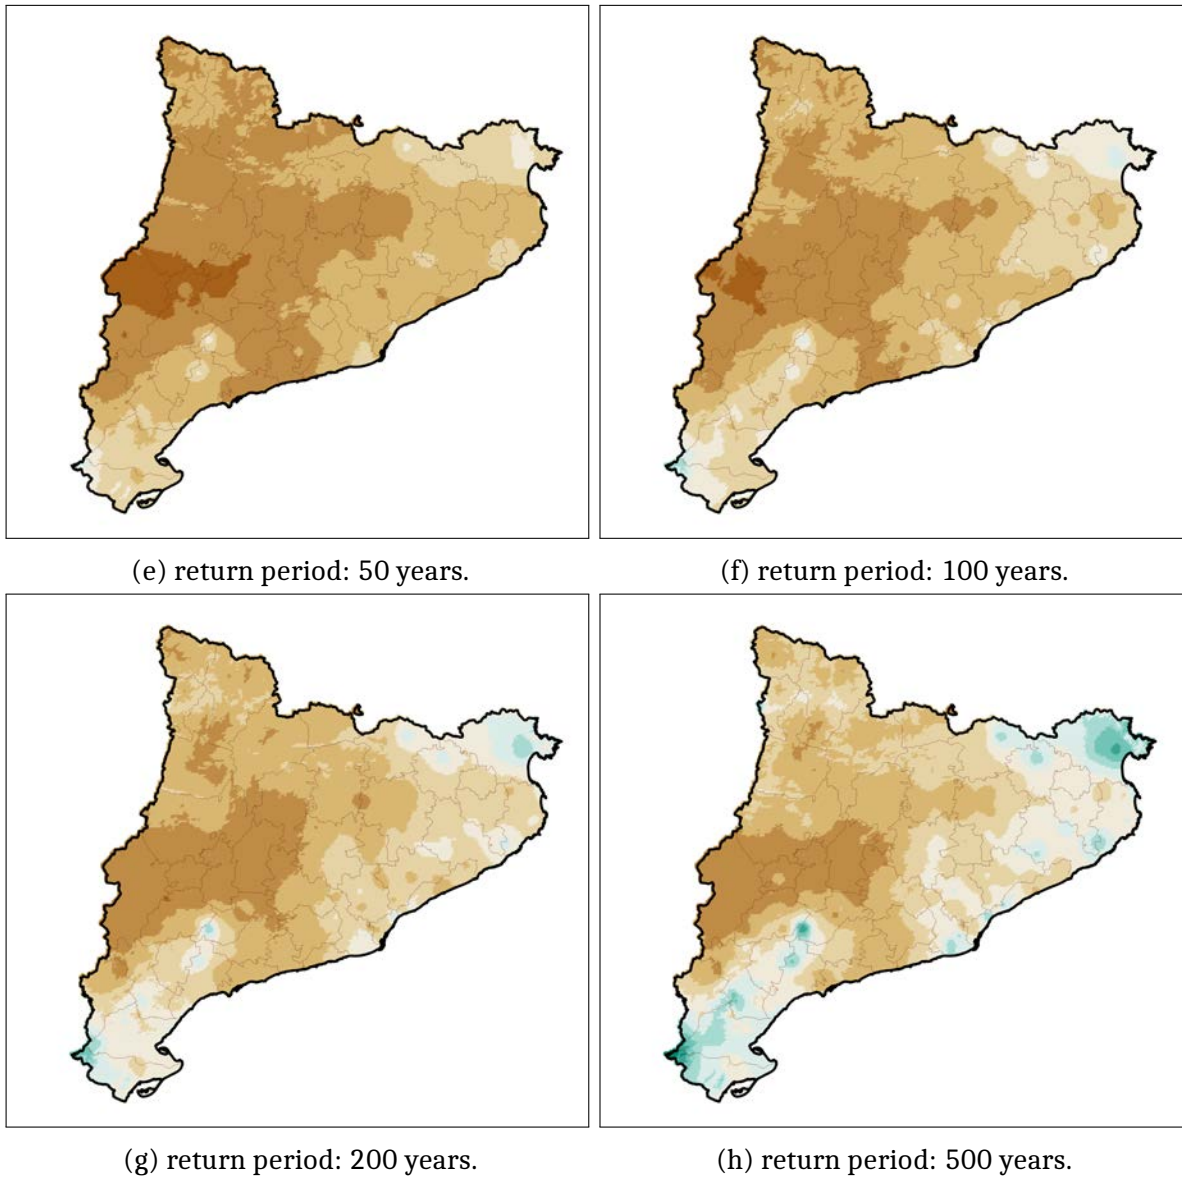 (e) return period: 50 years.
(f) return period: 100 years.
(g) return period: 200 years.
(h) return period: 500 years.